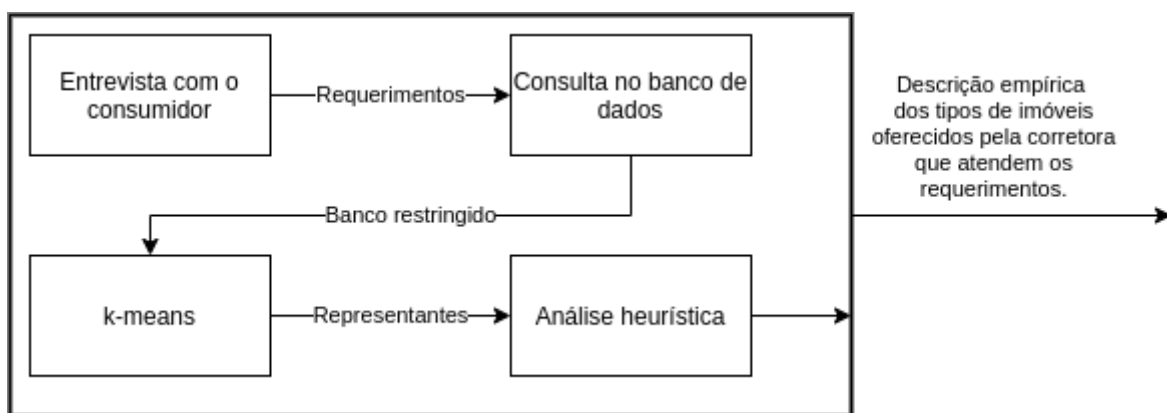 Entrevista com o
consumidor
Requerimentos
Consulta no banco de
dados
Descrição empírica
dos tipos de imóveis
oferecidos pela corretora
que atendem os
requerimentos.
Banco restringido
k-means
Representantes
Análise heurística